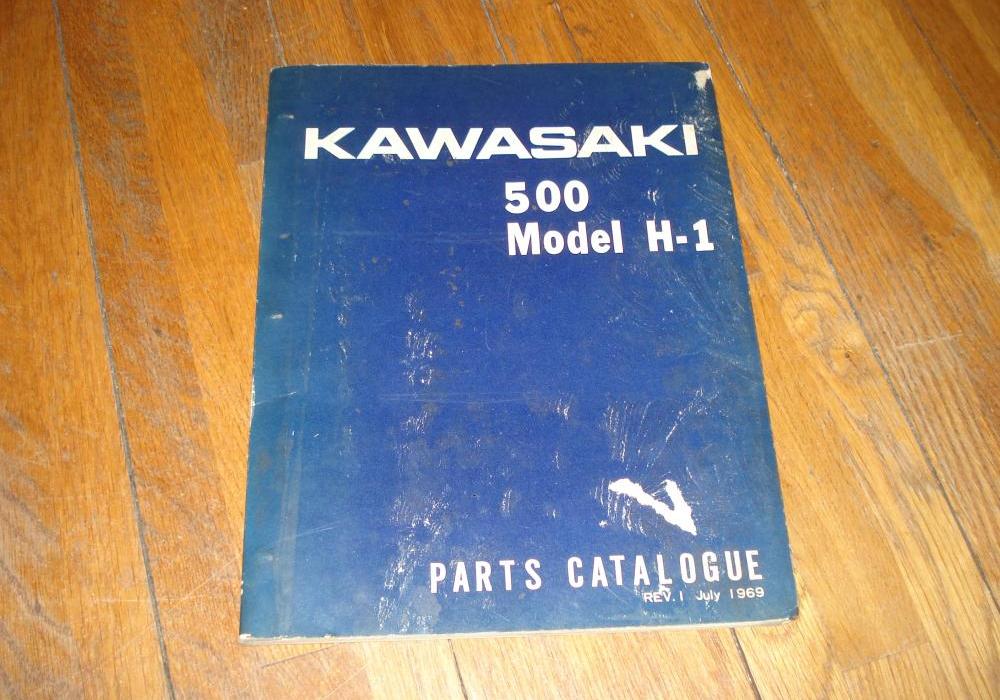 KAWASAKI
500
Model H-1
PARTS CATALOGUE
REV. 1 July 1969